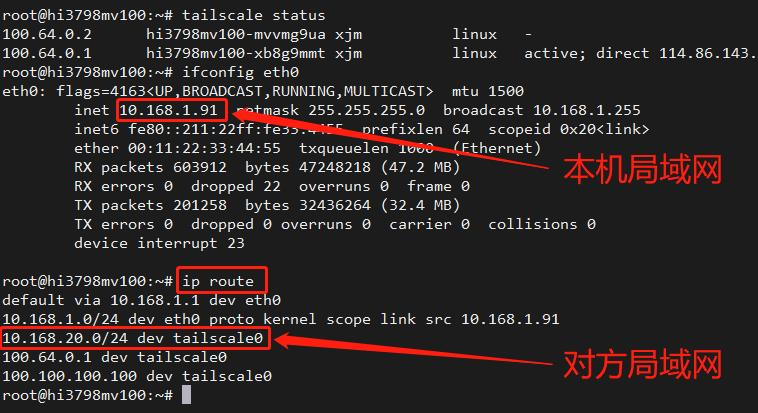 root@hi3798mv100:~# tailscale status
100.64.0.2 hi3798mv100-mvvmg9ua xjm linux -
100.64.0.1 hi3798mv100-xb8g9mmt xjm linux active; direct 114.86.143.
root@hi3798mv100:~# ifconfig eth0
eth0: flags=4163<UP,BROADCAST,RUNNING,MULTICAST> mtu 1500
inet 10.168.1.91 netmask 255.255.255.0 broadcast 10.168.1.255
inet6 prefixlen 64 scopeid 0x20<link>
ether 00:11:22:33:44:55 txqueuelen 1000 (Ethernet)
本机局域网
RX packets 603912 bytes 47248218 (47.2 MB)
RX errors 0 dropped 22 overruns 0 frame 0
TX packets 201258 bytes 32436264 (32.4 MB)
TX errors 0 dropped 0 overruns 0 carrier 0 collisions 0
device interrupt 23
root@hi3798mv100:~# ip route
default via 10.168.1.1 dev eth0
10.168.1.0/24 dev eth0 proto kernel scope link src 10.168.1.91
10.168.20.0/24 dev tailscale0
100.64.0.1 dev tailscale0
对方局域网
100.100.100.100 dev tailscale0
root@hi3798mv100:~#